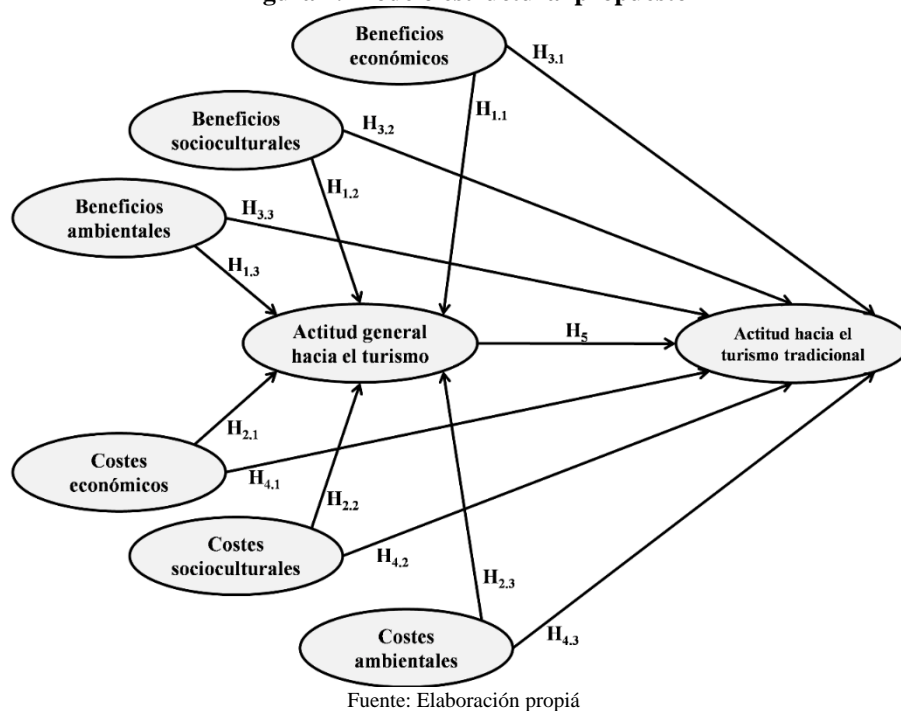 Beneficios
económicos
H3.1
H1.1
Beneficios
socioculturales
H3.2
H1.2
Beneficios
ambientales
H3.3
H1.3
Actitud general
hacia el turismo
H5
Actitud hacia el
turismo tradicional
H2.1
Costes
económicos
H4.1
H2.2
Costes
socioculturales
H4.2
H2.3
Costes
ambientales
H4.3
Fuente: Elaboración propiá